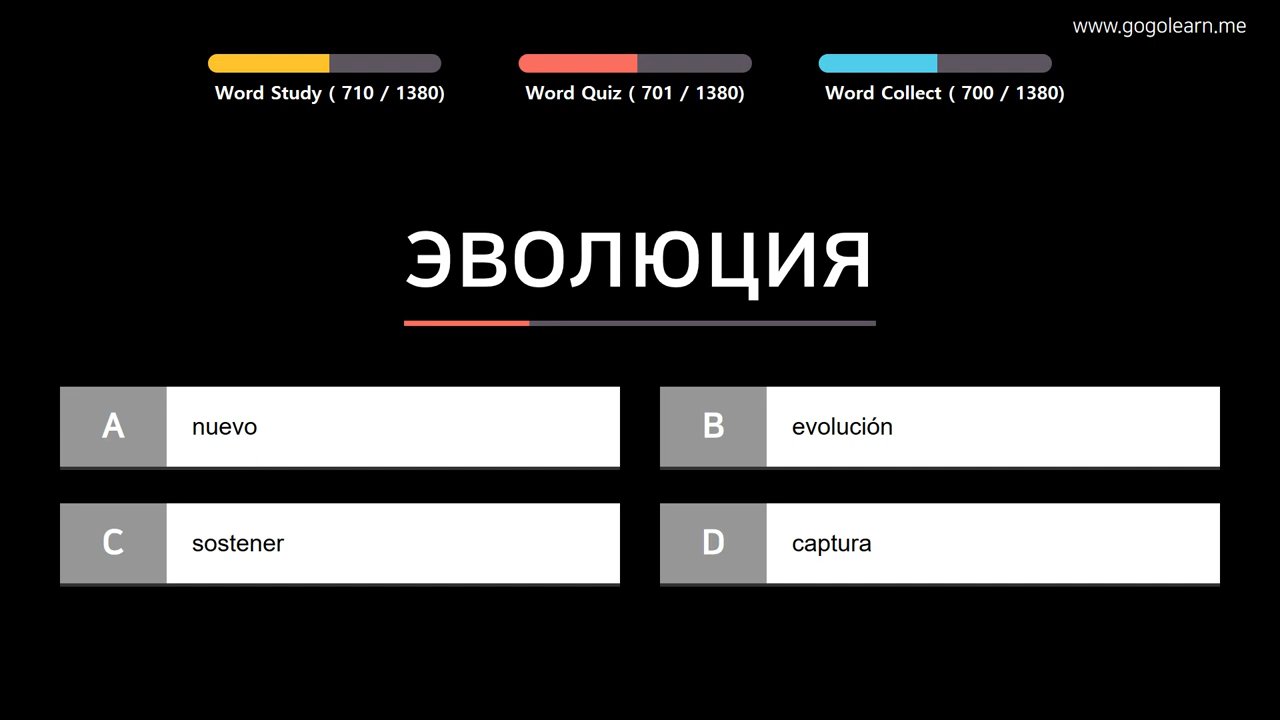 www.gogolearn.me
Word Study ( 710 / 1380)
Word Quiz ( 701 / 1380)
Word Collect ( 700 / 1380)
ЭВОЛЮЦИЯ
A nuevo
B evolución
C sostener
D captura